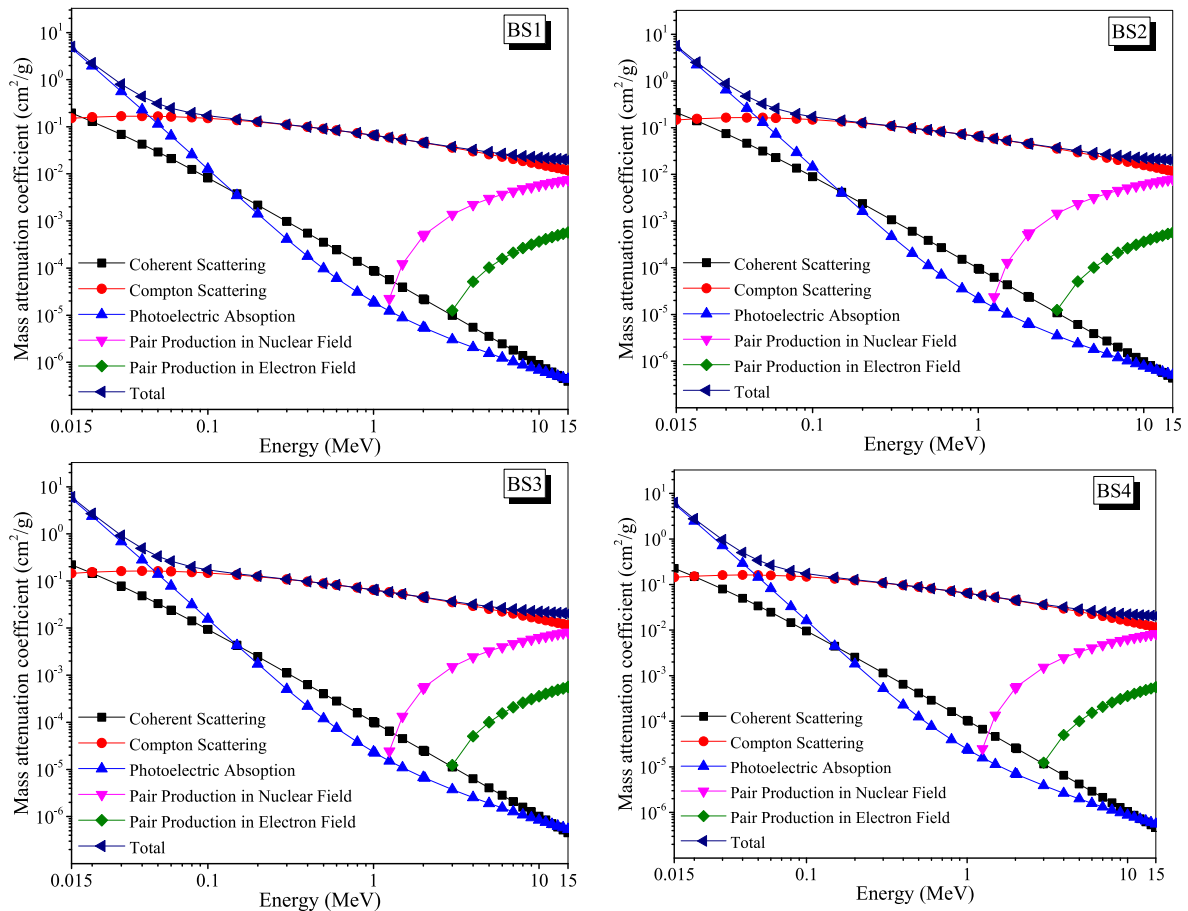 BS1
Mass attenuation coefficient (cm²/g)
10¹
10⁰
10⁻¹
10⁻²
10⁻³
10⁻⁴
10⁻⁵
10⁻⁶
Coherent Scattering
Compton Scattering
Photoelectric Absoption
Pair Production in Nuclear Field
Pair Production in Electron Field
Total
0.015 0.1 1 10 15
Energy (MeV)
BS2
Mass attenuation coefficient (cm²/g)
10¹
10⁰
10⁻¹
10⁻²
10⁻³
10⁻⁴
10⁻⁵
10⁻⁶
Coherent Scattering
Compton Scattering
Photoelectric Absoption
Pair Production in Nuclear Field
Pair Production in Electron Field
Total
0.015 0.1 1 10 15
Energy (MeV)
BS3
Mass attenuation coefficient (cm²/g)
10¹
10⁰
10⁻¹
10⁻²
10⁻³
10⁻⁴
10⁻⁵
10⁻⁶
Coherent Scattering
Compton Scattering
Photoelectric Absoption
Pair Production in Nuclear Field
Pair Production in Electron Field
Total
0.015 0.1 1 10 15
Energy (MeV)
BS4
Mass attenuation coefficient (cm²/g)
10¹
10⁰
10⁻¹
10⁻²
10⁻³
10⁻⁴
10⁻⁵
10⁻⁶
Coherent Scattering
Compton Scattering
Photoelectric Absoption
Pair Production in Nuclear Field
Pair Production in Electron Field
Total
0.015 0.1 1 10 15
Energy (MeV)